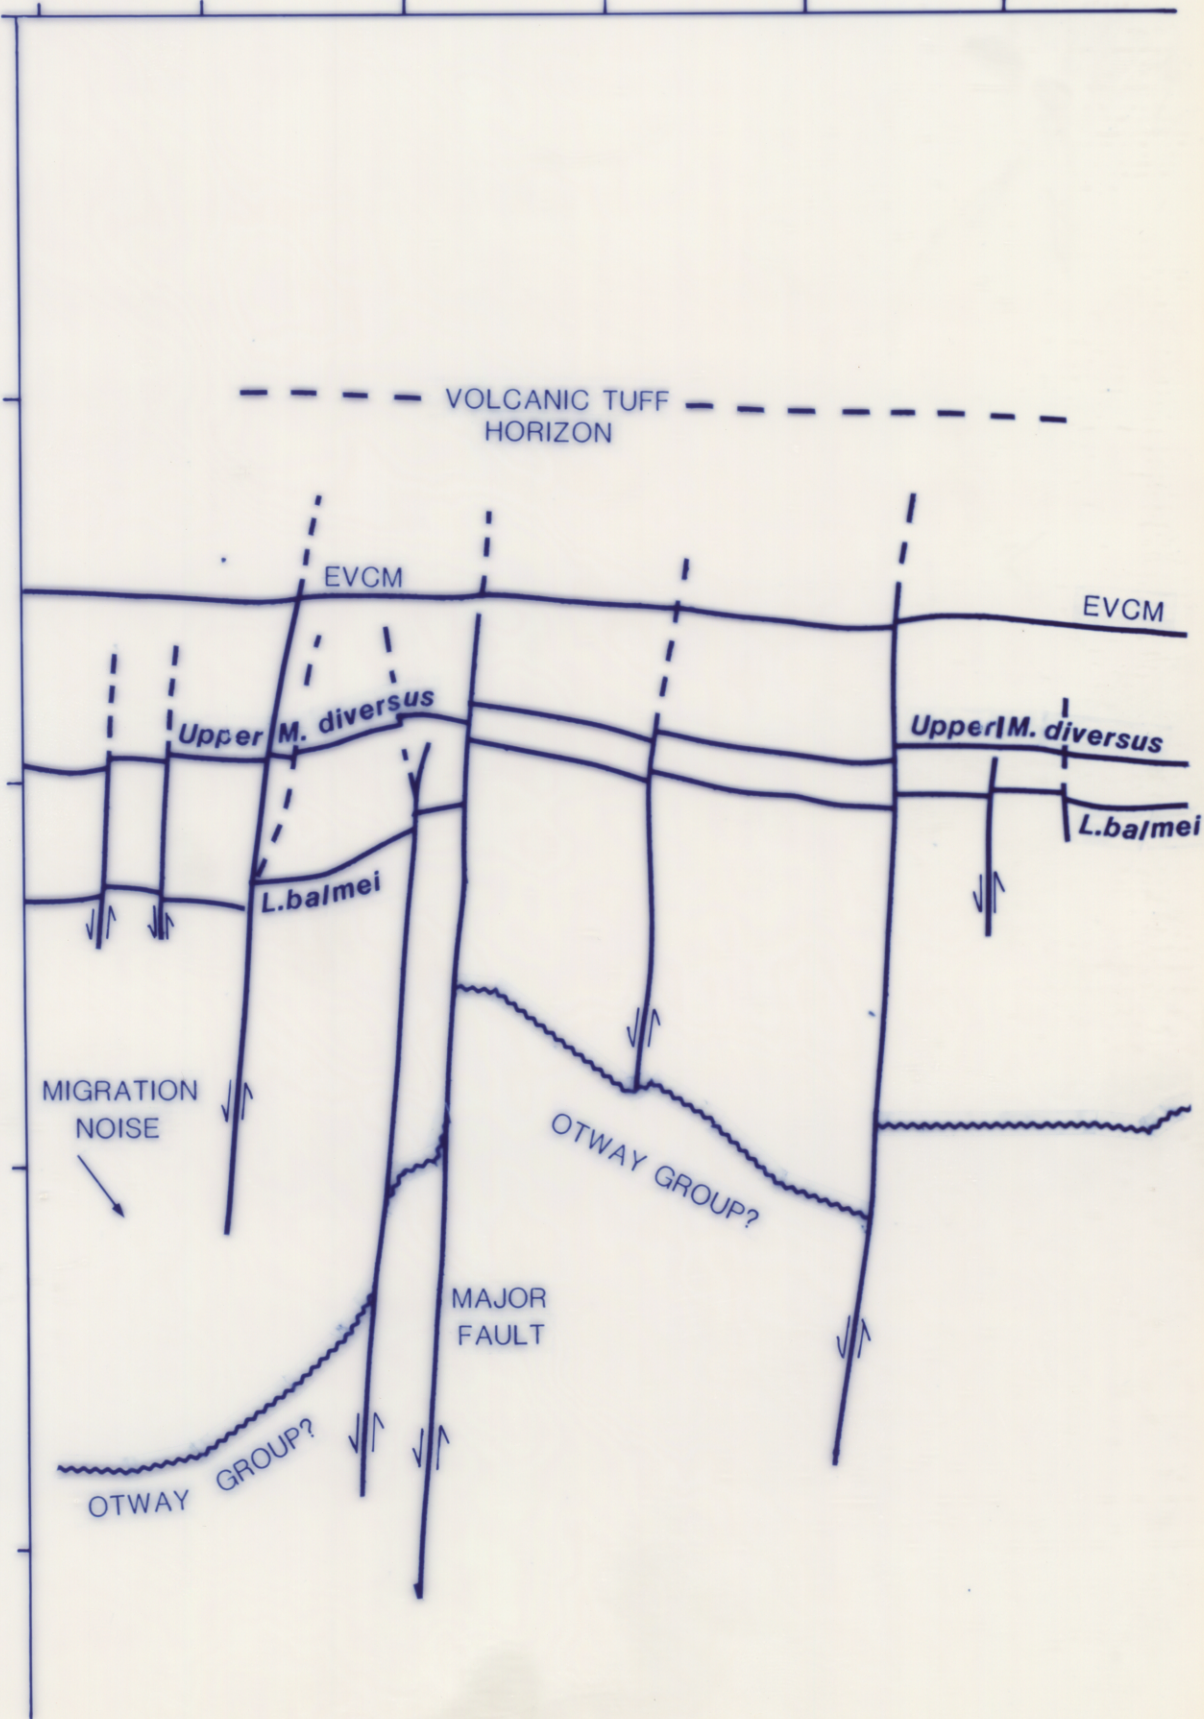 VOLCANIC TUFF
HORIZON
EVCM
EVCM
Upper M. diversus
Upper M. diversus
L.balmei
L.balmei
MIGRATION
NOISE
OTWAY GROUP?
MAJOR
FAULT
OTWAY GROUP?